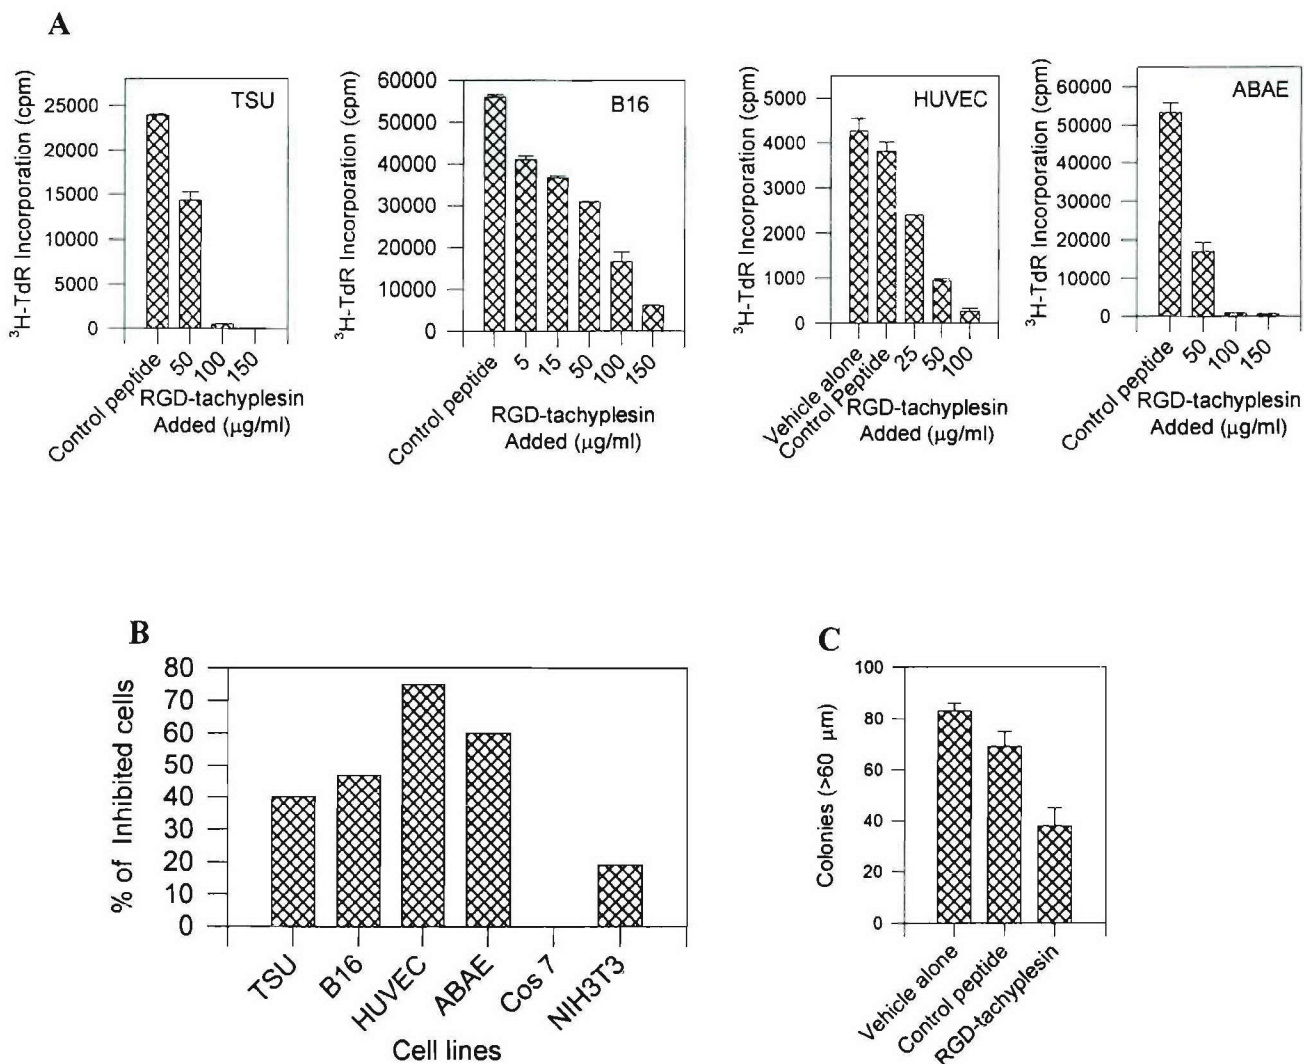 A
TSU
³H-TdR Incorporation (cpm)
25000
20000
15000
10000
5000
0
Control peptide
50
100
150
RGD-tachyplesin
Added (μg/ml)
B16
³H-TdR Incorporation (cpm)
60000
50000
40000
30000
20000
10000
0
Control peptide
5
15
50
100
150
RGD-tachyplesin
Added (μg/ml)
HUVEC
³H-TdR Incorporation (cpm)
5000
4000
3000
2000
1000
0
Vehicle alone
Control Peptide
25
50
100
RGD-tachyplesin
Added (μg/ml)
ABAE
³H-TdR Incorporation (cpm)
60000
50000
40000
30000
20000
10000
0
Control peptide
50
100
150
RGD-tachyplesin
Added (μg/ml)
B
% of Inhibited cells
80
70
60
50
40
30
20
10
0
TSU
B16
HUVEC
ABAE
Cos 7
NIH3T3
Cell lines
C
Colonies (>60 μm)
100
80
60
40
20
0
Vehicle alone
Control peptide
RGD-tachyplesin